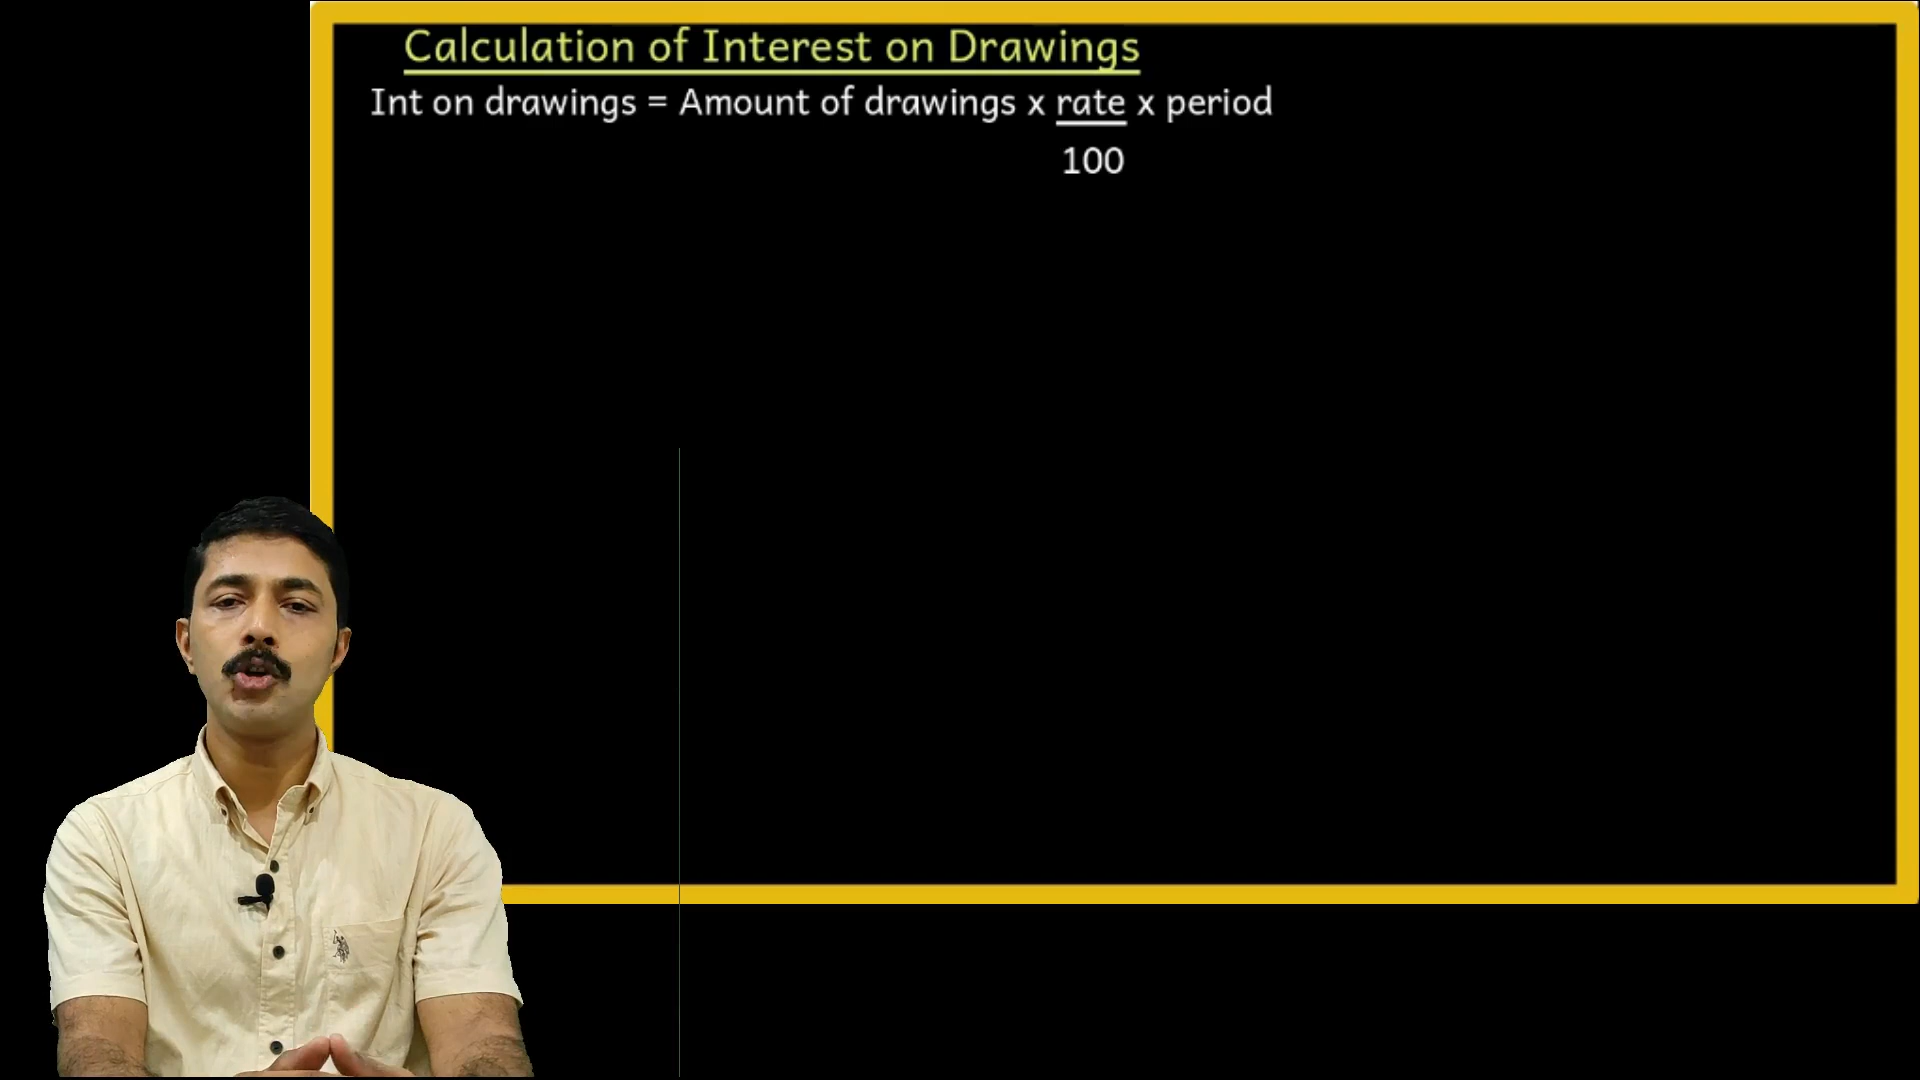 Calculation of Interest on Drawings
Int on drawings = Amount of drawings x rate x period
100